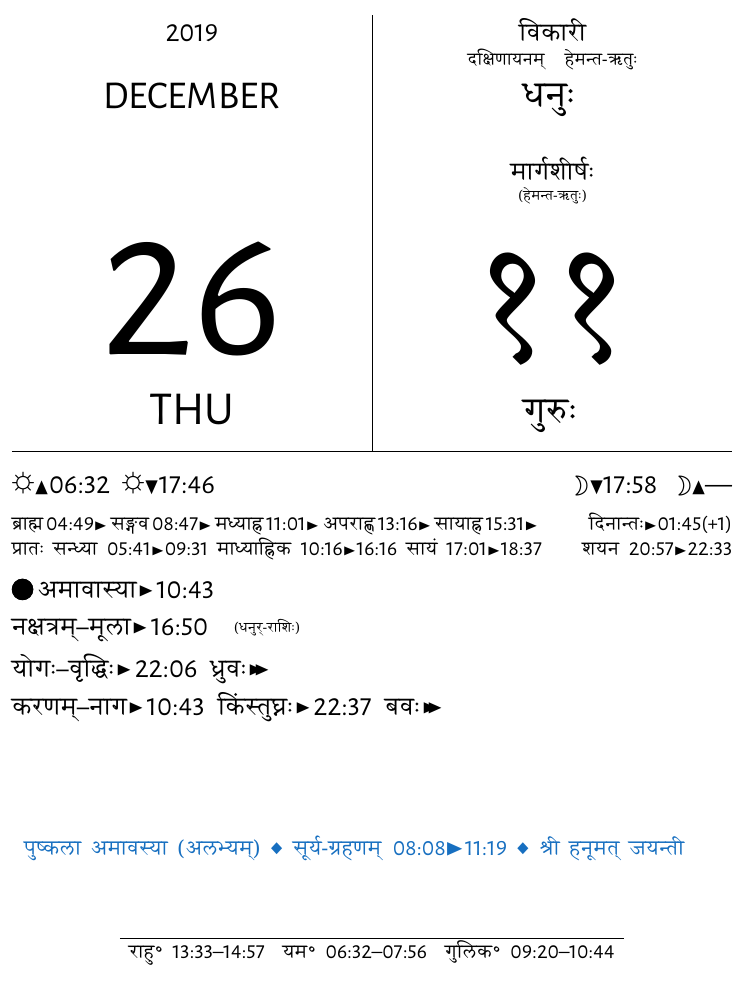 2019
DECEMBER
26
THU
विकारी
दक्षिणायनम् हेमन्त-ऋतुः
धनुः
मार्गशीर्षः
(हेमन्त-ऋतुः)
११
गुरुः
☼▲06:32 ☼▼17:46 ☽▼17:58 ☽▲—
ब्राह्म 04:49► सङ्गव 08:47► मध्याह्न 11:01► अपराह्ण 13:16► सायाह्न 15:31► दिनान्तः►01:45(+1)
प्रातः सन्ध्या 05:41►09:31 माध्याह्निक 10:16►16:16 सायं 17:01►18:37 शयन 20:57►22:33
●अमावास्या►10:43
नक्षत्रम्–मूला►16:50 (धनुर्-राशिः)
योगः–वृद्धिः►22:06 ध्रुवः►►
करणम्–नाग►10:43 किंस्तुघ्नः►22:37 बवः►►
पुष्कला अमावस्या (अलभ्यम्) ◆ सूर्य-ग्रहणम् 08:08►11:19 ◆ श्री हनूमत् जयन्ती
राहु° 13:33–14:57 यम° 06:32–07:56 गुलिक° 09:20–10:44